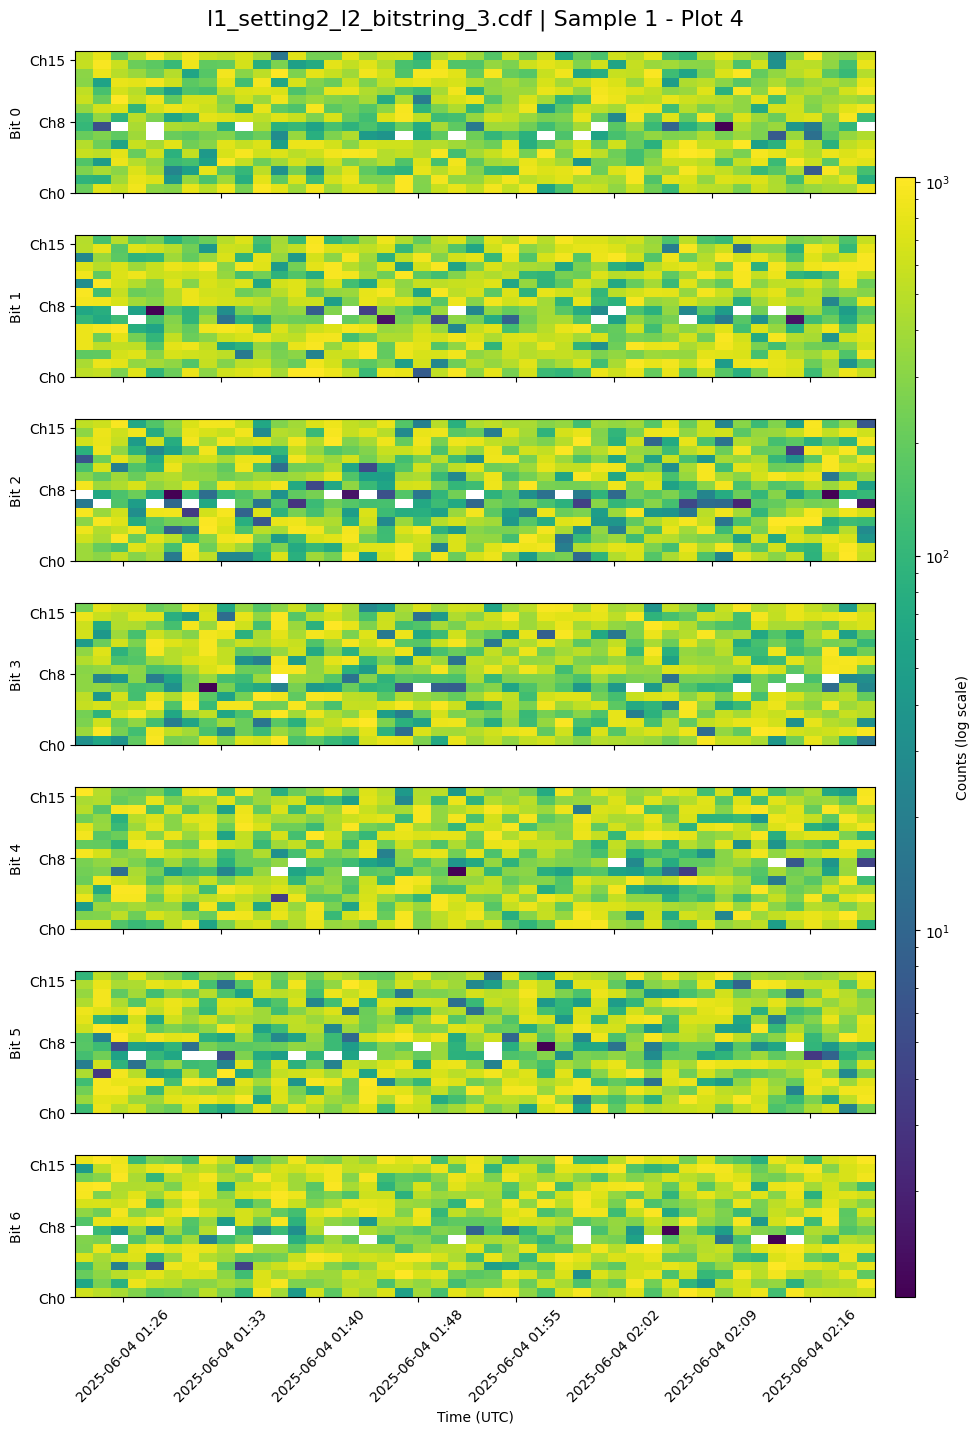 l1_setting2_l2_bitstring_3.cdf | Sample 1 - Plot 4
Ch15
Ch8
Ch0
Bit 0
Ch15
Ch8
Ch0
Bit 1
Ch15
Ch8
Ch0
Bit 2
Ch15
Ch8
Ch0
Bit 3
Ch15
Ch8
Ch0
Bit 4
Ch15
Ch8
Ch0
Bit 5
Ch15
Ch8
Ch0
Bit 6
2025-06-04 01:26
2025-06-04 01:33
2025-06-04 01:40
2025-06-04 01:48
2025-06-04 01:55
2025-06-04 02:02
2025-06-04 02:09
2025-06-04 02:16
Time (UTC)
10³
10²
10¹
Counts (log scale)